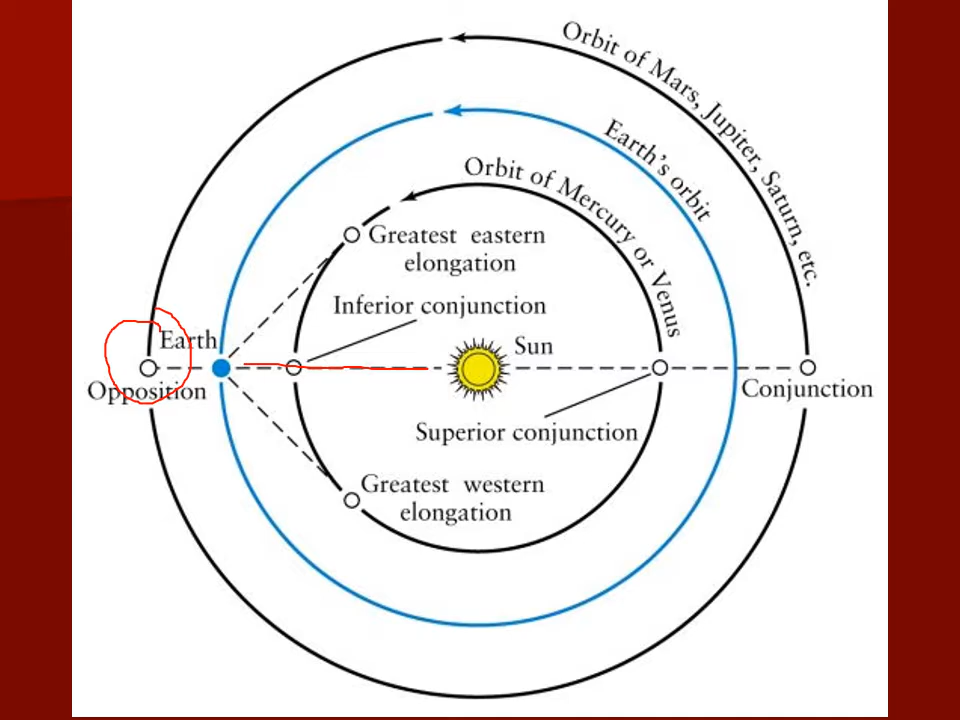 Orbit of Mars, Jupiter, Saturn, etc.
Earth's orbit
Orbit of Mercury or Venus
Greatest eastern
elongation
Inferior conjunction
Earth
Sun
Opposition
Conjunction
Superior conjunction
Greatest western
elongation